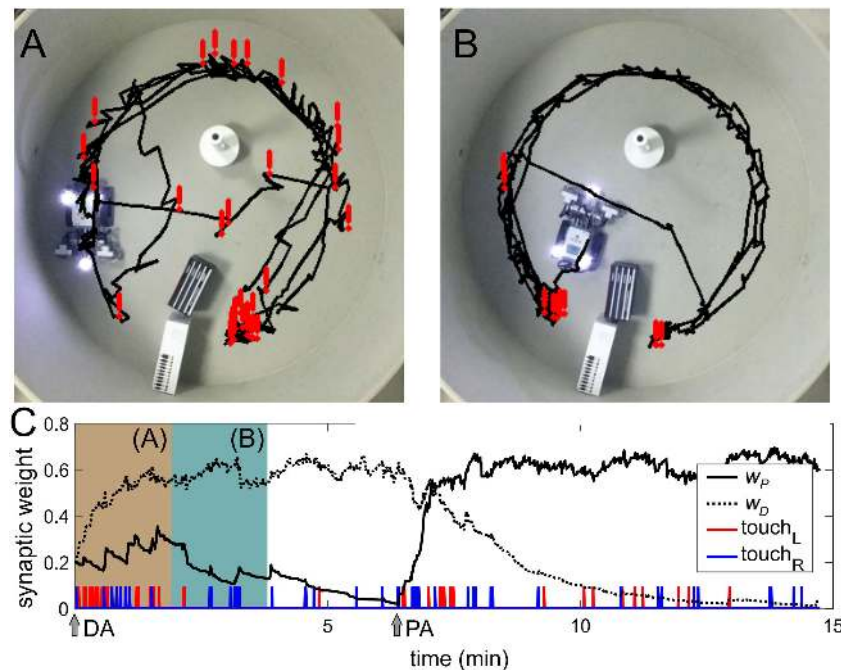 A
B
C
(A)
(B)
0.8
0.6
0.4
0.2
0
synaptic weight
w_P
w_D
touch_L
touch_R
DA
5
PA
10
15
time (min)